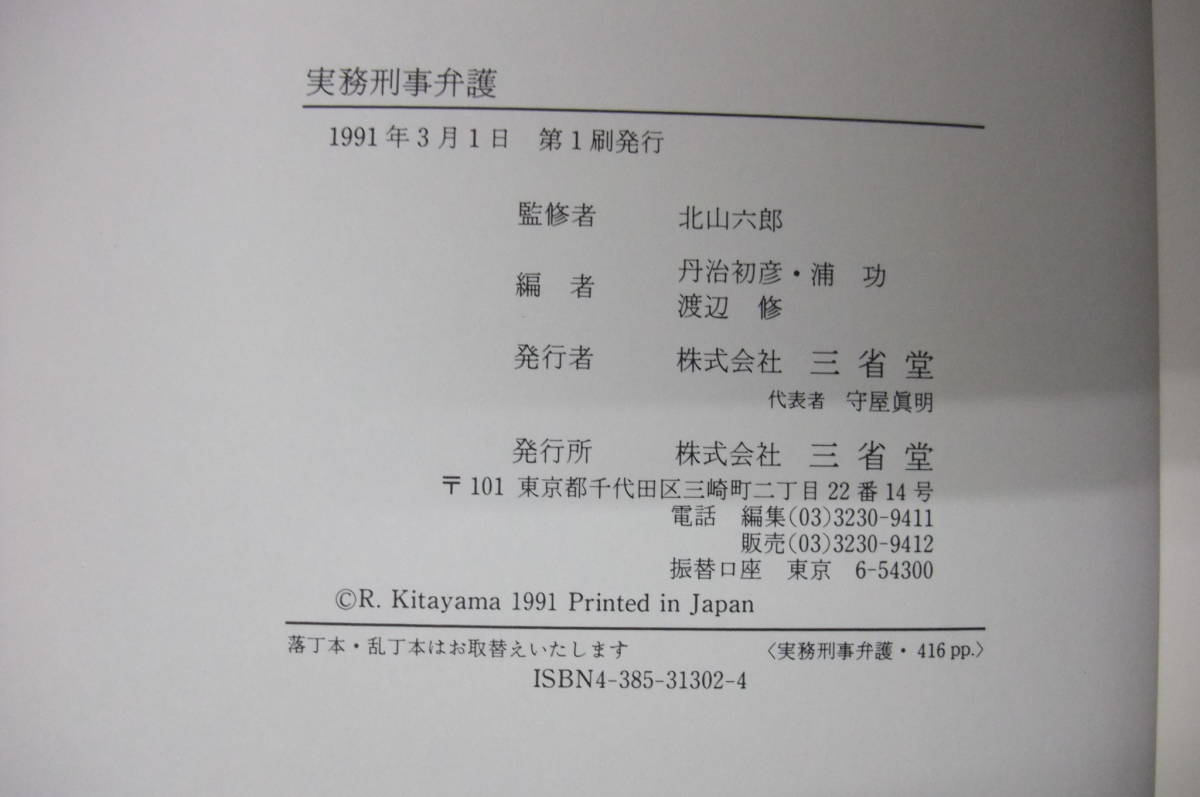 実務刑事弁護
1991年3月1日　第1刷発行
監修者　北山六郎
編　者　丹治初彦・浦　功
渡辺　修
発行者　株式会社　三省堂
代表者　守屋眞明
発行所　株式会社　三省堂
〒101 東京都千代田区三崎町二丁目22番14号
電話　編集(03)3230-9411
販売(03)3230-9412
振替口座　東京　6-54300
©R. Kitayama 1991 Printed in Japan
落丁本・乱丁本はお取替えいたします　〈実務刑事弁護・416pp.〉
ISBN4-385-31302-4